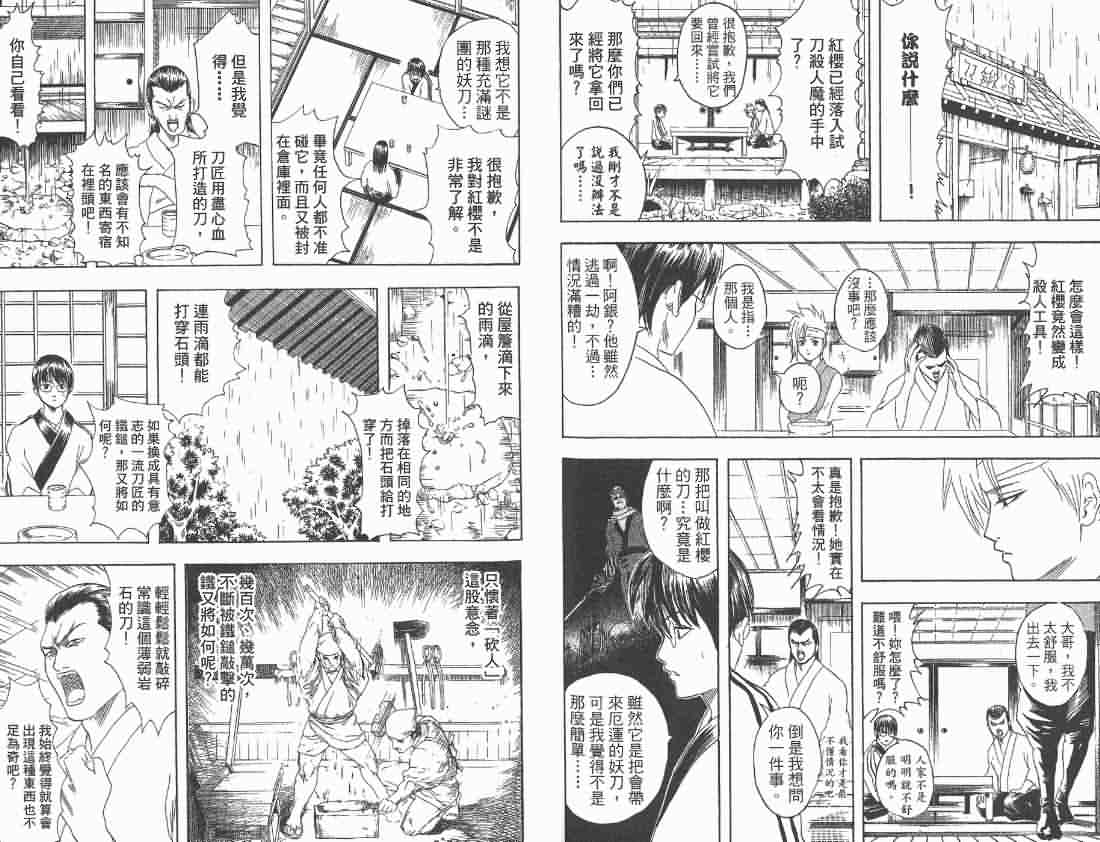 你說什麼
──！
紅櫻已經落入試
刀殺人魔的手中
了？
很抱歉，我們
曾經嘗試將它
要回來……
那麼你們已
經將它拿回
來了嗎？
我剛才不是
說過沒辦法
了嗎……
怎麼會這樣！
紅櫻竟然變成
殺人工具！
…那麼應該
沒事吧？
呃？
我是指…
那個人。
啊！阿銀？他雖然
逃過一劫，不過…
情況滿糟的！
大哥，我不
太舒服，我
出去一下。
喂！妳怎麼了？
難道不舒服嗎？
人家不是
明明說不舒
服的嗎。
真是抱歉！她實在
不太會看情況！
我看你才是最
不懂情況的吧
倒是我想問
你一件事。
那把叫做紅櫻
的刀…究竟是
什麼啊？
雖然它是把會帶
來厄運的妖刀，
可是我覺得不是
那麼簡單……
我想它不是
那種充滿謎
團的妖刀…
很抱歉，
我對紅櫻不是
非常了解。
畢竟任何人都不准
碰它，而且又被封
在倉庫裡面。
但是我覺
得……
刀匠用盡心血
所打造的刀，
應該會有不知
名的東西寄宿
在裡頭吧！
你自己看看！
從屋簷滴下來
的雨滴，
掉落在相同的地
方而把石頭給打
穿了！
連雨滴都能
打穿石頭！
如果換成具有意
志的一流刀匠的
鐵鎚，那又將如
何呢？
只懷著「砍人」
這股意念，
幾百次、幾萬次，
不斷被鐵鎚敲擊的
鐵又將如何呢？
輕輕鬆鬆就敲碎
常識這個薄弱岩
石的刀！
我始終覺得就算會
出現這種東西也不
足為奇吧？